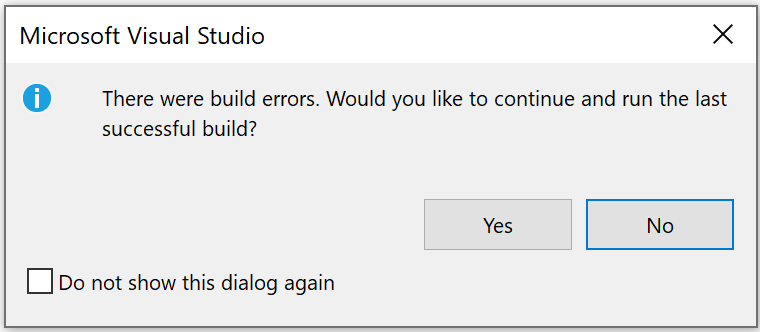 Microsoft Visual Studio
There were build errors. Would you like to continue and run the last
successful build?
Yes
No
Do not show this dialog again